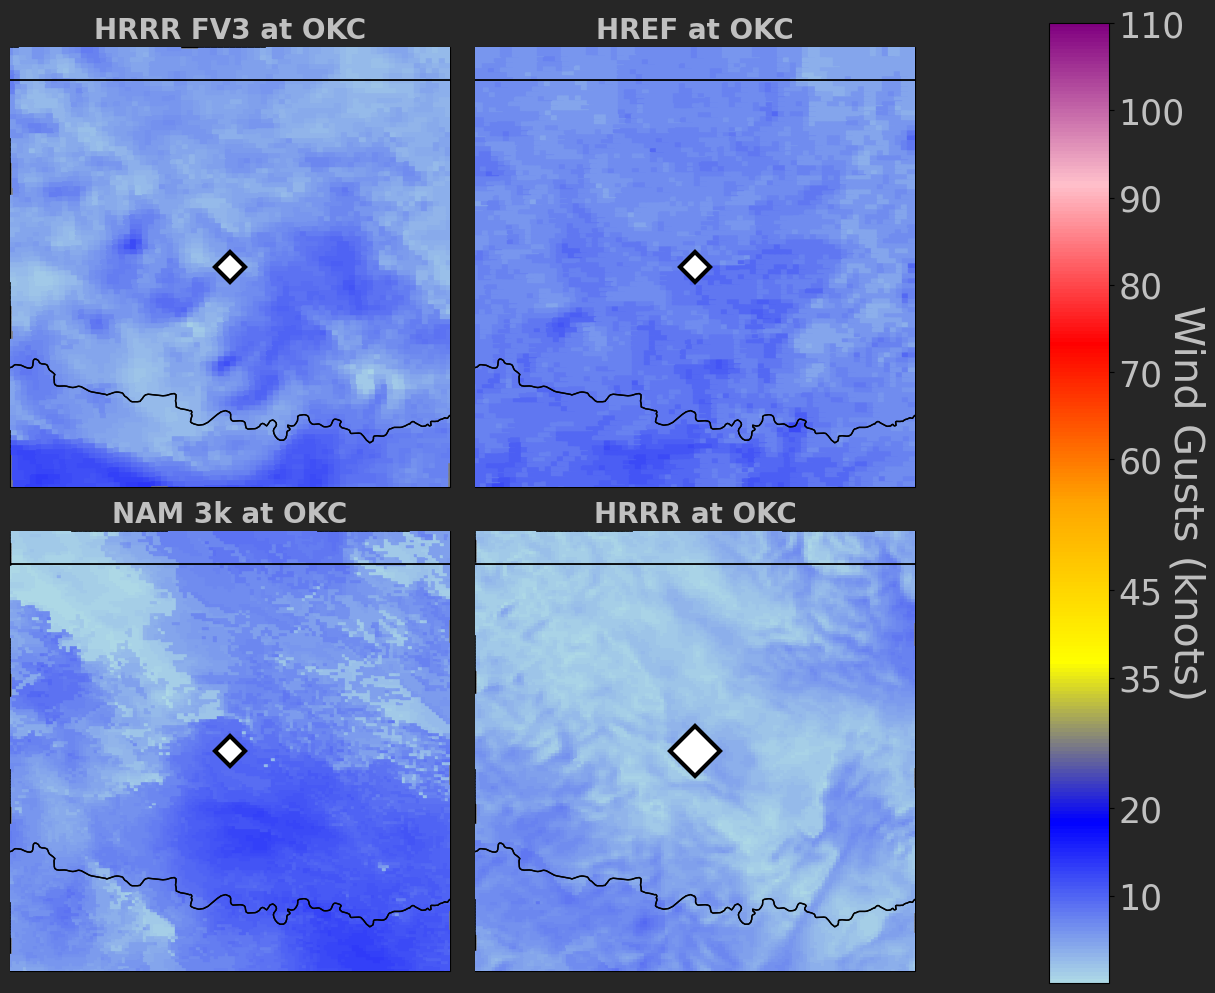 HRRR FV3 at OKC
HREF at OKC
NAM 3k at OKC
HRRR at OKC
110
100
90
80
70
60
45
35
20
10
Wind Gusts (knots)